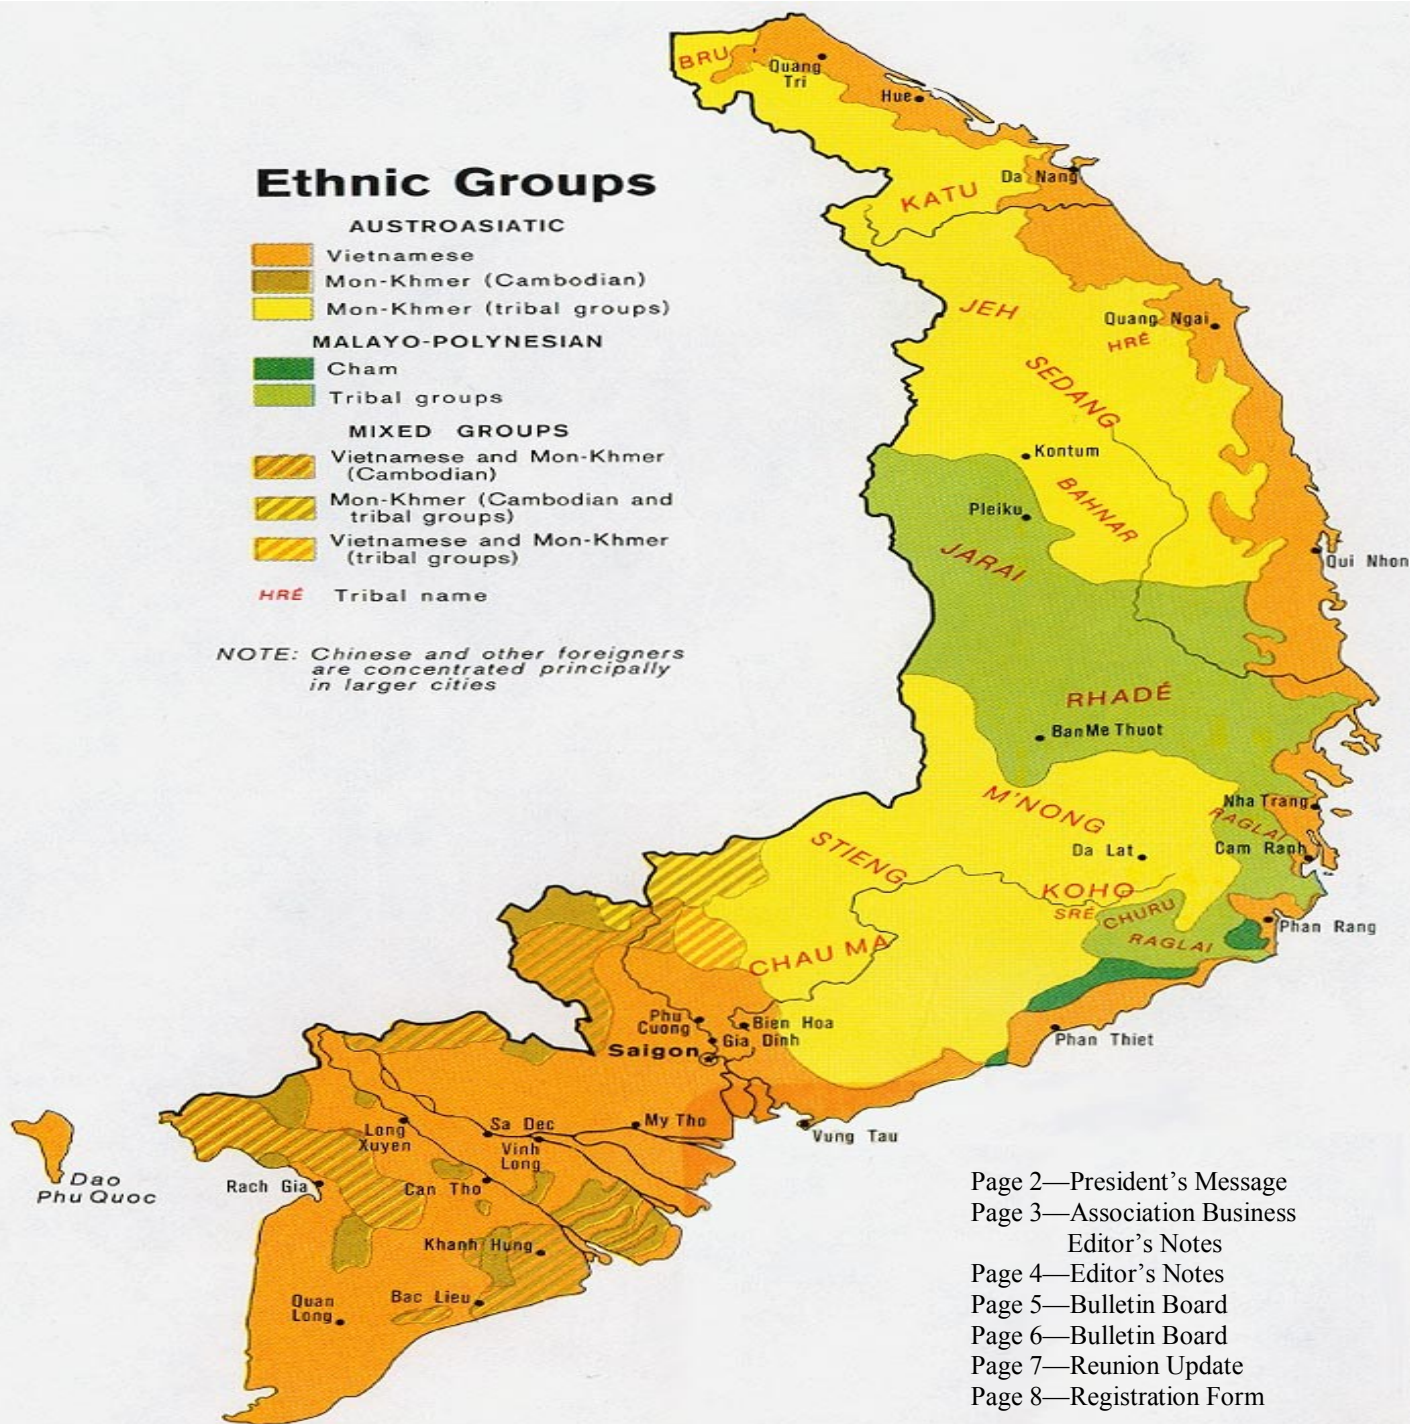 Ethnic Groups
AUSTROASIATIC
Vietnamese
Mon-Khmer (Cambodian)
Mon-Khmer (tribal groups)
MALAYO-POLYNESIAN
Cham
Tribal groups
MIXED GROUPS
Vietnamese and Mon-Khmer
(Cambodian)
Mon-Khmer (Cambodian and
tribal groups)
Vietnamese and Mon-Khmer
(tribal groups)
HRÉ Tribal name
NOTE: Chinese and other foreigners
are concentrated principally
in larger cities
BRU
Quang
Tri
Hue
Da Nang
KATU
JEH
Quang Ngai
HRÉ
SEDANG
Kontum
BAHNAR
Pleiku
JARAI
Qui Nhon
RHADÉ
BanMe Thuot
M'NONG
Nha Trang
RAGLAI
STIENG
Da Lat
Cam Ranh
KOHO
SRÉ
CHURU
RAGLAI
Phan Rang
CHAU MA
Phu
Cuong
Bien Hoa
Gia Dinh
Saigon
Phan Thiet
Long
Xuyen
Sa Dec
Vinh
Long
My Tho
Vung Tau
Dao
Phu Quoc
Rach Gia
Can Tho
Khanh Hung
Quan
Long
Bac Lieu
Page 2—President’s Message
Page 3—Association Business
Editor’s Notes
Page 4—Editor’s Notes
Page 5—Bulletin Board
Page 6—Bulletin Board
Page 7—Reunion Update
Page 8—Registration Form